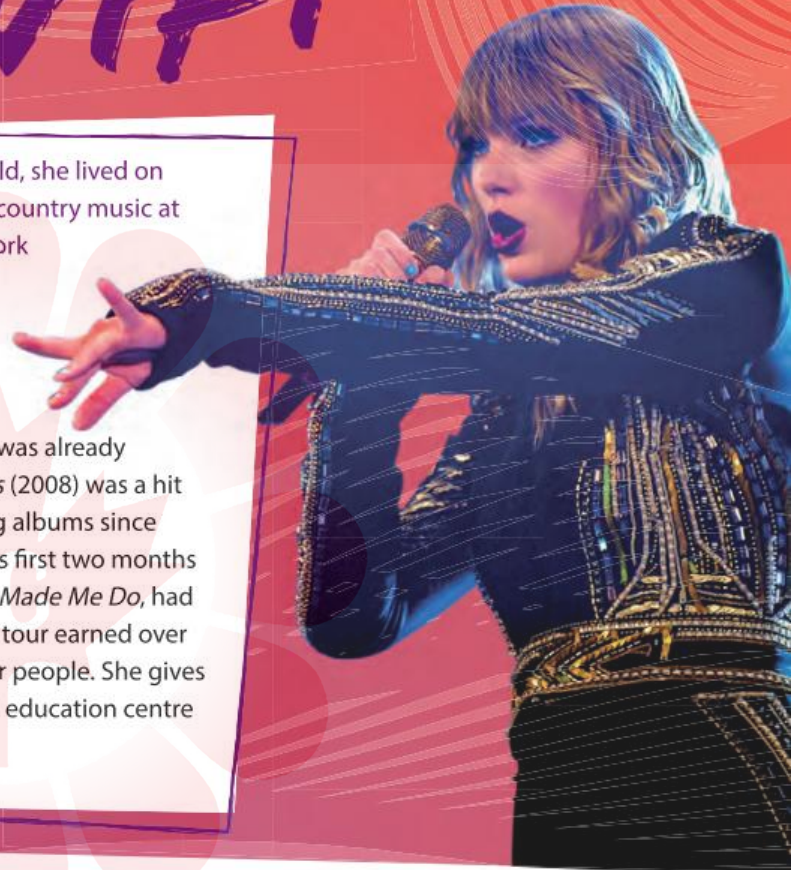 ld, she lived on
country music at
ork
was already
s (2008) was a hit
g albums since
s first two months
Made Me Do, had
tour earned over
r people. She gives
education centre